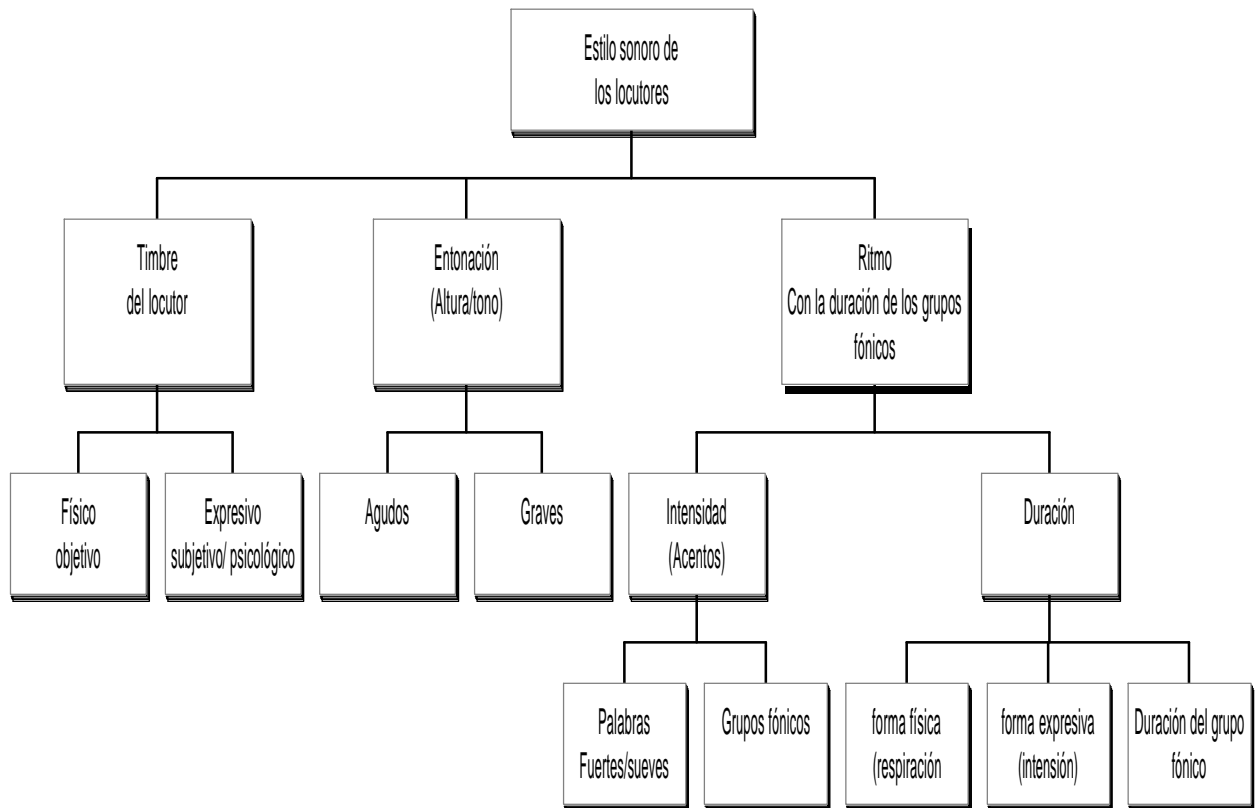 Estilo sonoro de
los locutores
Timbre
del locutor
Entonación
(Altura/tono)
Ritmo
Con la duración de los grupos
fónicos
Físico
objetivo
Expresivo
subjetivo/ psicológico
Agudos
Graves
Intensidad
(Acentos)
Duración
Palabras
Fuertes/sueves
Grupos fónicos
forma física
(respiración
forma expresiva
(intensión)
Duración del grupo
fónico